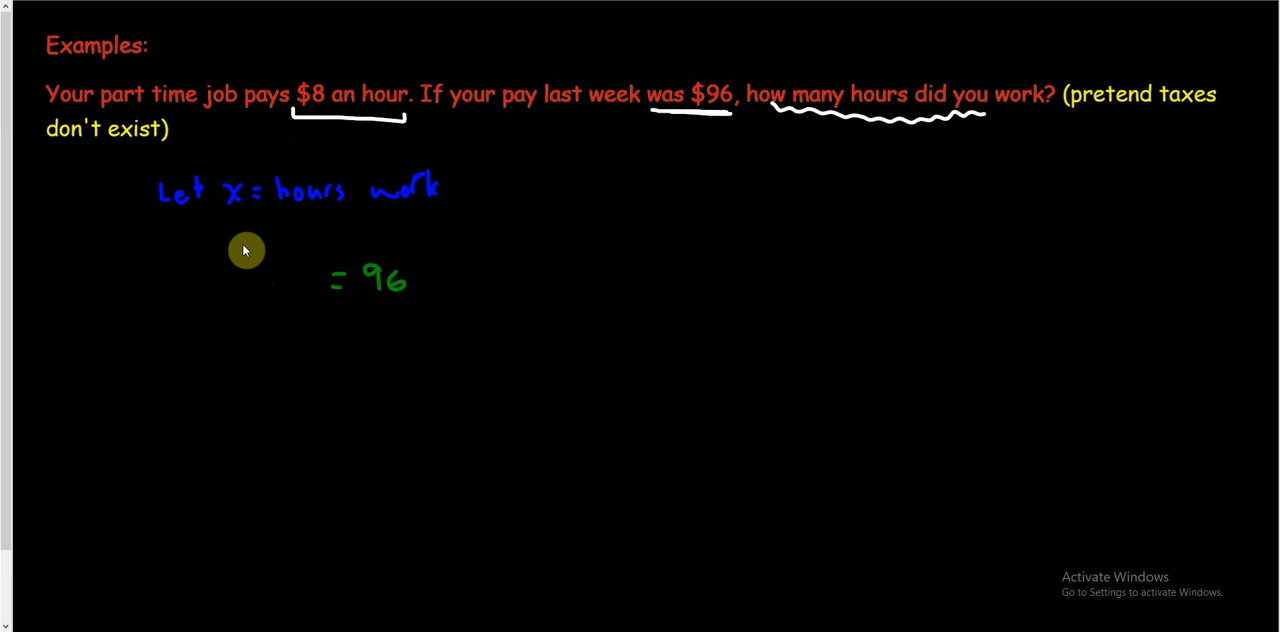 Examples:
Your part time job pays $8 an hour. If your pay last week was $96, how many hours did you work? (pretend taxes
don't exist)
Let x = hours work
= 96
Activate Windows
Go to Settings to activate Windows.